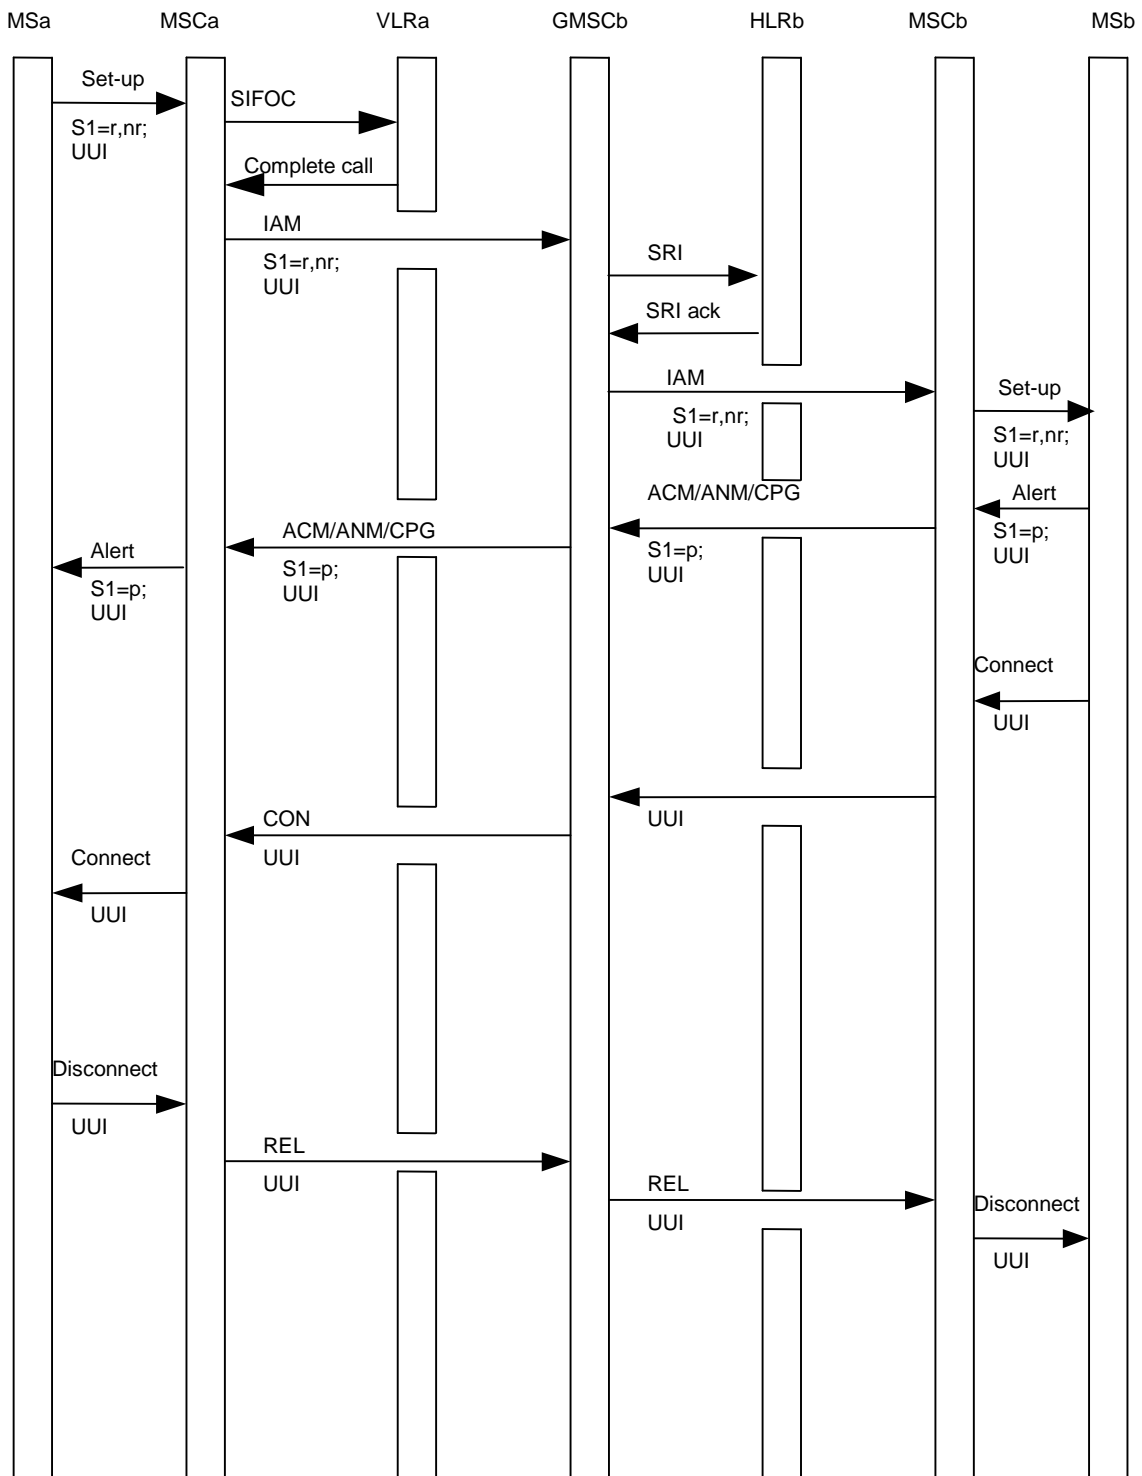 MSa MSCa VLRa GMSCb HLRb MSCb MSb
Set-up
SIFOC
S1=r,nr;
UUI
Complete call
IAM
S1=r,nr;
UUI
SRI
SRI ack
IAM
S1=r,nr;
UUI
Set-up
S1=r,nr;
UUI
Alert
S1=p;
UUI
ACM/ANM/CPG
S1=p;
UUI
ACM/ANM/CPG
S1=p;
UUI
Alert
S1=p;
UUI
Connect
UUI
UUI
CON
UUI
Connect
UUI
Disconnect
UUI
REL
UUI
REL
UUI
Disconnect
UUI